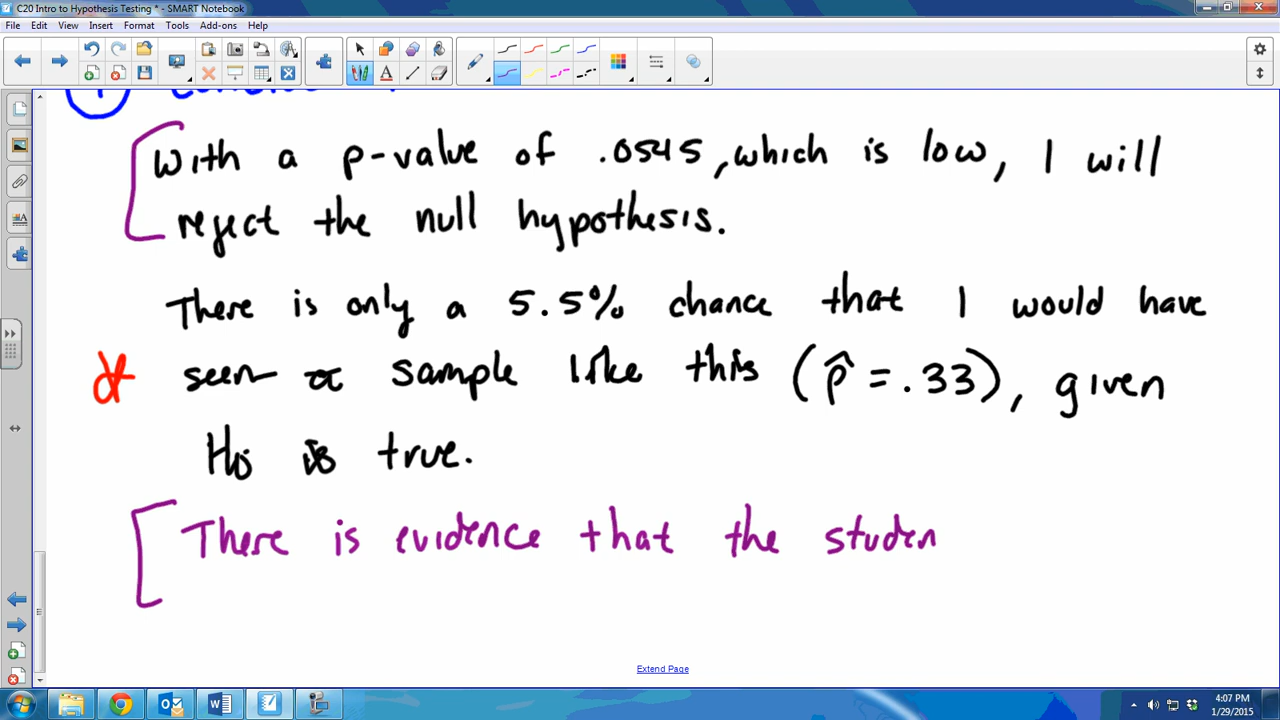 C20 Intro to Hypothesis Testing * - SMART Notebook
File Edit View Insert Format Tools Add-ons Help
With a p-value of .0545, which is low, I will
reject the null hypothesis.
There is only a 5.5% chance that I would have
* seen a sample like this (p̂ = .33), given
Ho is true.
There is evidence that the studen
Extend Page
4:07 PM
1/29/2015